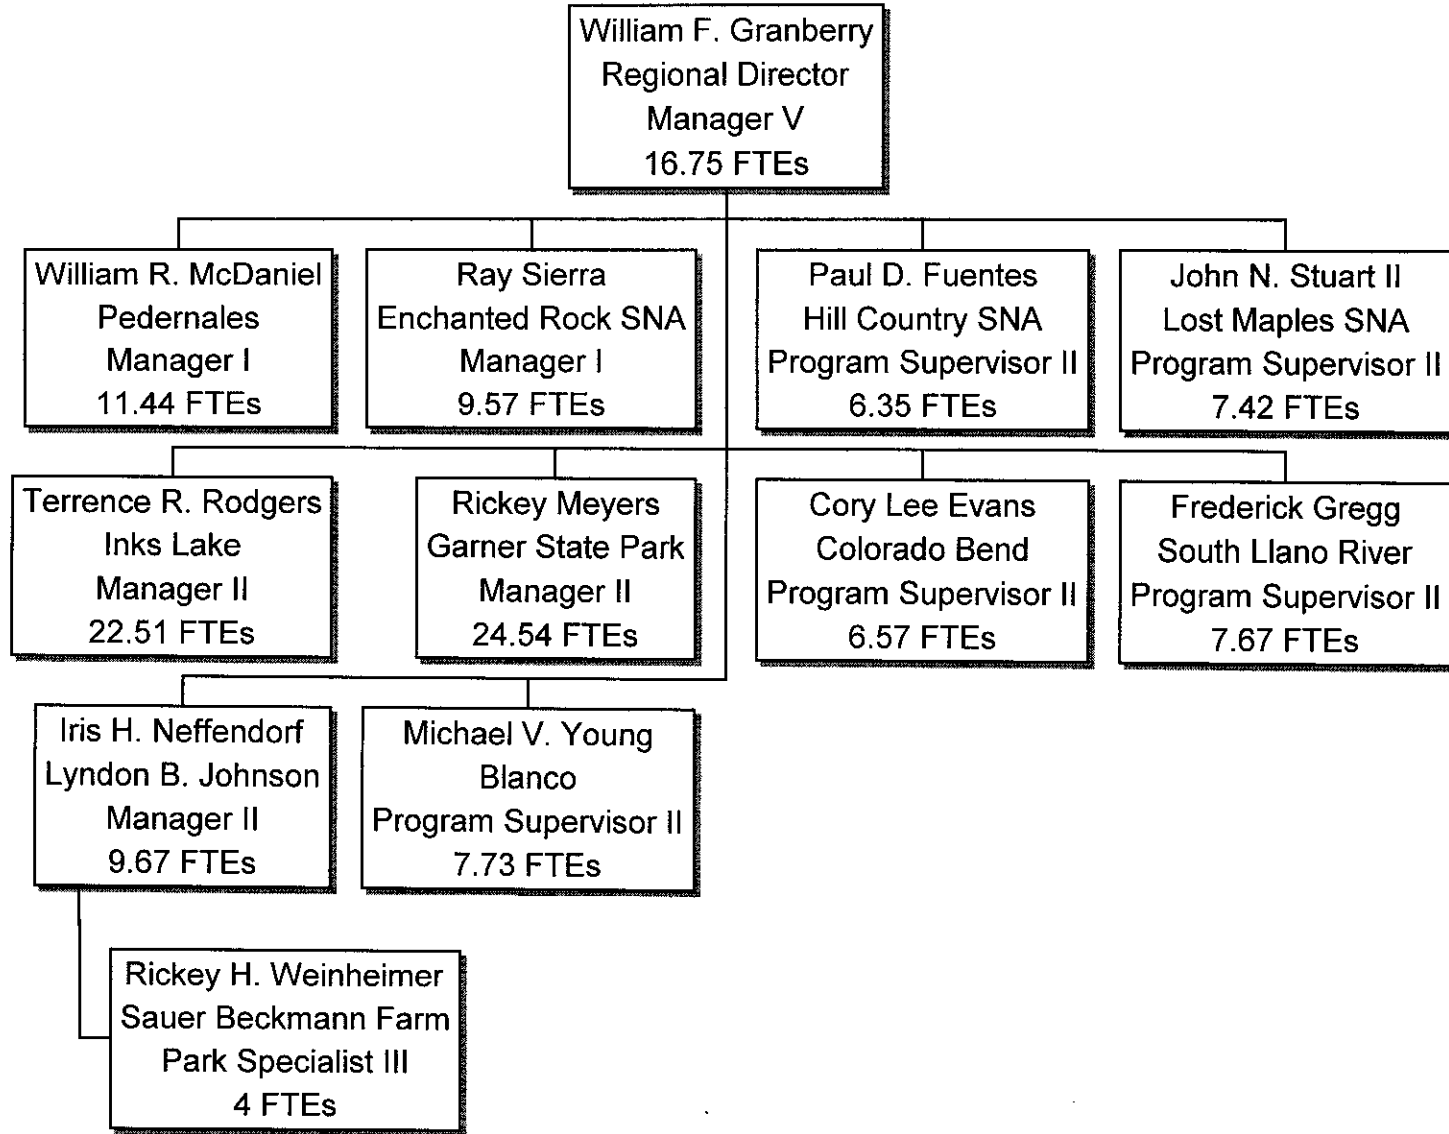 William F. Granberry
Regional Director
Manager V
16.75 FTEs
William R. McDaniel
Pedernales
Manager I
11.44 FTEs
Ray Sierra
Enchanted Rock SNA
Manager I
9.57 FTEs
Paul D. Fuentes
Hill Country SNA
Program Supervisor II
6.35 FTEs
John N. Stuart II
Lost Maples SNA
Program Supervisor II
7.42 FTEs
Terrence R. Rodgers
Inks Lake
Manager II
22.51 FTEs
Rickey Meyers
Garner State Park
Manager II
24.54 FTEs
Cory Lee Evans
Colorado Bend
Program Supervisor II
6.57 FTEs
Frederick Gregg
South Llano River
Program Supervisor II
7.67 FTEs
Iris H. Neffendorf
Lyndon B. Johnson
Manager II
9.67 FTEs
Michael V. Young
Blanco
Program Supervisor II
7.73 FTEs
Rickey H. Weinheimer
Sauer Beckmann Farm
Park Specialist III
4 FTEs